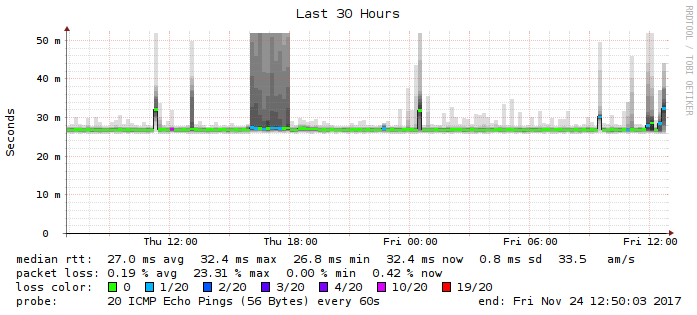 Last 30 Hours
RRDTOOL / TOBI OETIKER
Seconds
50 m
40 m
30 m
20 m
10 m
0
Thu 12:00 Thu 18:00 Fri 00:00 Fri 06:00 Fri 12:00
median rtt: 27.0 ms avg 32.4 ms max 26.8 ms min 32.4 ms now 0.8 ms sd 33.5 am/s
packet loss: 0.19 % avg 23.31 % max 0.00 % min 0.42 % now
loss color: 0 1/20 2/20 3/20 4/20 10/20 19/20
probe: 20 ICMP Echo Pings (56 Bytes) every 60s end: Fri Nov 24 12:50:03 2017